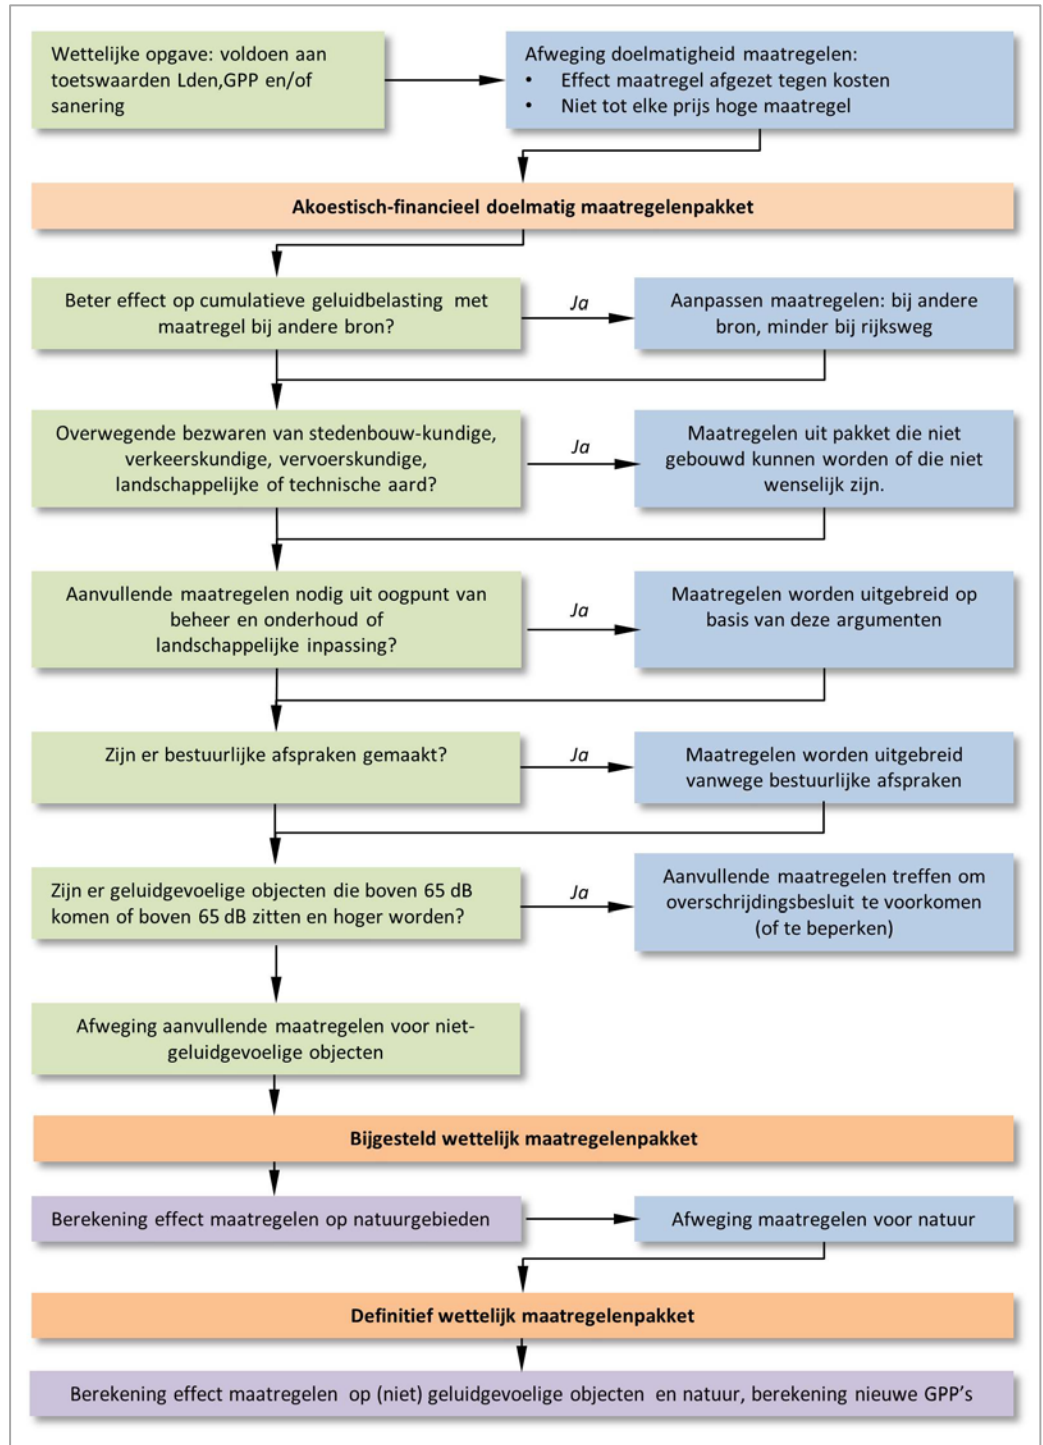 Wettelijke opgave: voldoen aan
toetswaarden Lden,GPP en/of
sanering
Afweging doelmatigheid maatregelen:
• Effect maatregel afgezet tegen kosten
• Niet tot elke prijs hoge maatregel
Akoestisch-financieel doelmatig maatregelenpakket
Beter effect op cumulatieve geluidbelasting met
maatregel bij andere bron?
Ja
Aanpassen maatregelen: bij andere
bron, minder bij rijksweg
Overwegende bezwaren van stedenbouw-kundige,
verkeerskundige, vervoerskundige,
landschappelijke of technische aard?
Ja
Maatregelen uit pakket die niet
gebouwd kunnen worden of die niet
wenselijk zijn.
Aanvullende maatregelen nodig uit oogpunt van
beheer en onderhoud of
landschappelijke inpassing?
Ja
Maatregelen worden uitgebreid op
basis van deze argumenten
Zijn er bestuurlijke afspraken gemaakt?
Ja
Maatregelen worden uitgebreid
vanwege bestuurlijke afspraken
Zijn er geluidgevoelige objecten die boven 65 dB
komen of boven 65 dB zitten en hoger worden?
Ja
Aanvullende maatregelen treffen om
overschrijdingsbesluit te voorkomen
(of te beperken)
Afweging aanvullende maatregelen voor niet-
geluidgevoelige objecten
Bijgesteld wettelijk maatregelenpakket
Berekening effect maatregelen op natuurgebieden
Afweging maatregelen voor natuur
Definitief wettelijk maatregelenpakket
Berekening effect maatregelen op (niet) geluidgevoelige objecten en natuur, berekening nieuwe GPP's